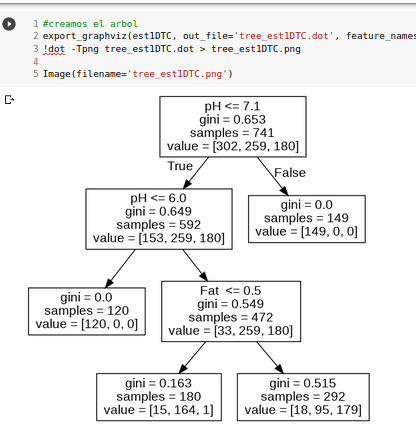 1 #creamos el arbol
2 export_graphviz(est1DTC, out_file='tree_est1DTC.dot', feature_names
3 !dot -Tpng tree_est1DTC.dot > tree_est1DTC.png
4
5 Image(filename='tree_est1DTC.png')
pH <= 7.1
gini = 0.653
samples = 741
value = [302, 259, 180]
True
False
pH <= 6.0
gini = 0.649
samples = 592
value = [153, 259, 180]
gini = 0.0
samples = 149
value = [149, 0, 0]
gini = 0.0
samples = 120
value = [120, 0, 0]
Fat <= 0.5
gini = 0.549
samples = 472
value = [33, 259, 180]
gini = 0.163
samples = 180
value = [15, 164, 1]
gini = 0.515
samples = 292
value = [18, 95, 179]